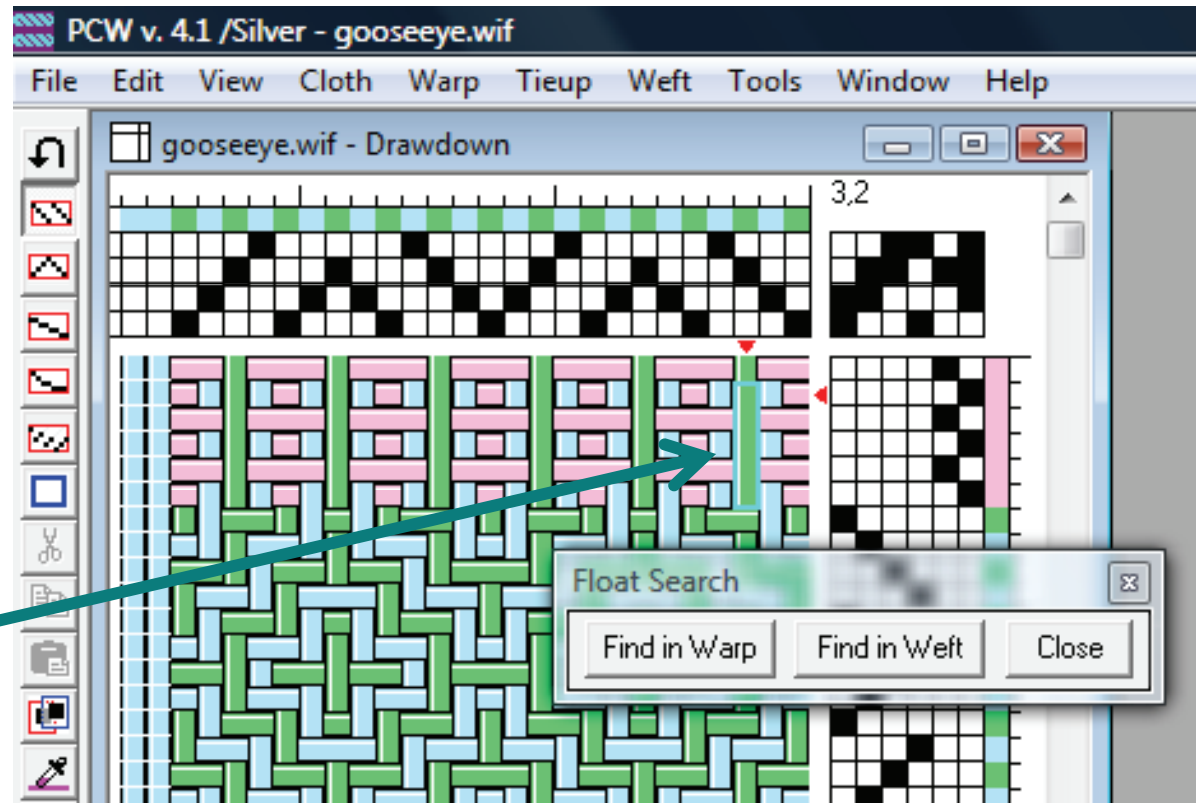 PCW v. 4.1 /Silver - gooseeye.wif
File Edit View Cloth Warp Tieup Weft Tools Window Help
gooseeye.wif - Drawdown
3,2
Float Search
Find in Warp Find in Weft Close